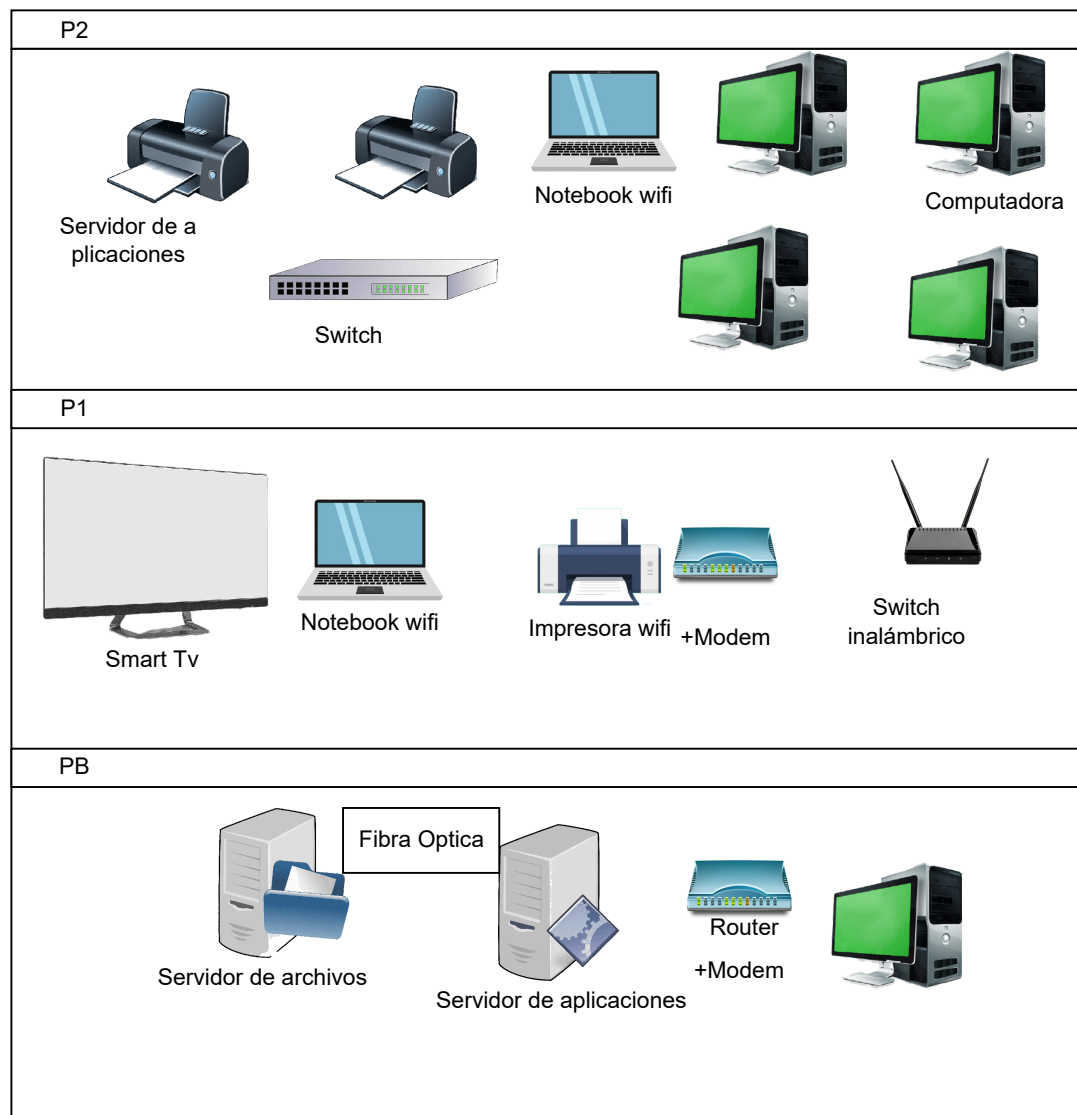 P2
Notebook wifi
Computadora
Servidor de a
plicaciones
Switch
P1
Smart Tv
Notebook wifi
Impresora wifi
+Modem
Switch
inalámbrico
PB
Fibra Optica
Servidor de archivos
Servidor de aplicaciones
Router
+Modem